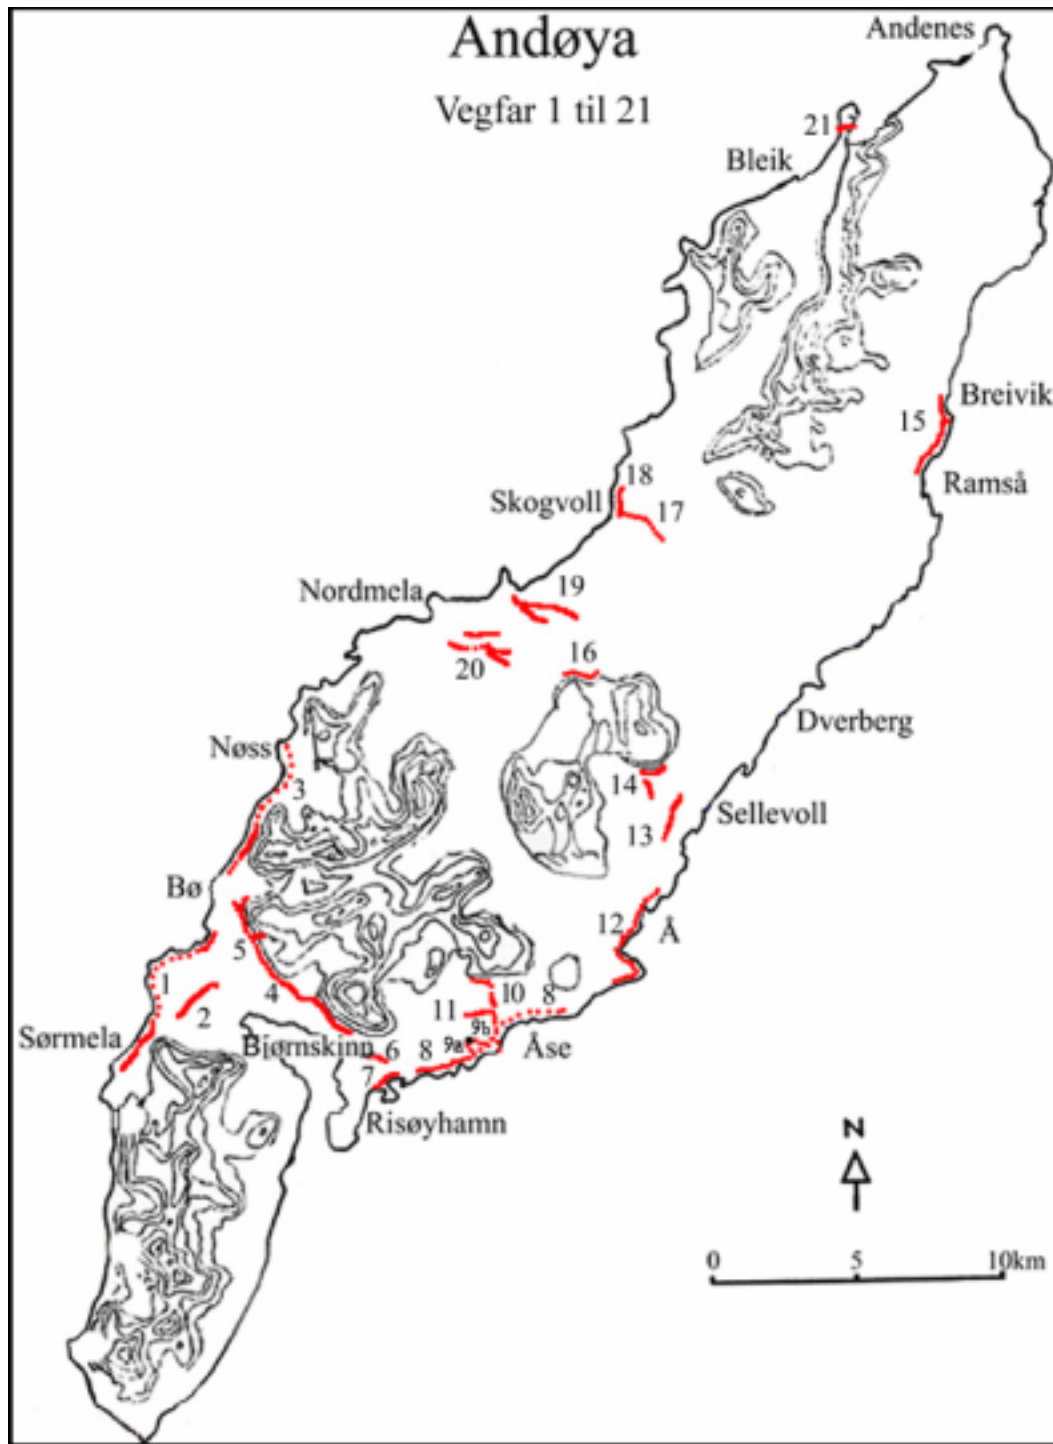 Andøya
Vegfar 1 til 21
Andenes
21
Bleik
Breivik
15
Ramså
18
Skogvoll
17
Nordmela
19
20
16
Dverberg
Nøss
3
14
Sellevoll
13
Bø
12
Å
5
1
4
10
8
2
11
9b
Sørmela
Bjørnskinn
6
8
9a
Åse
7
Risøyhamn
N
0
5
10km